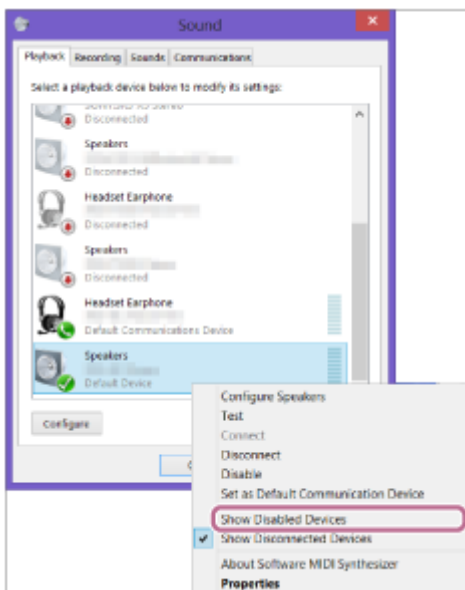 Sound
Playback Recording Sounds Communications
Select a playback device below to modify its settings:
Disconnected
Speakers
Disconnected
Headset Earphone
Disconnected
Speakers
Disconnected
Headset Earphone
Default Communications Device
Speakers
Default Device
Configure
Configure Speakers
Test
Connect
Disconnect
Disable
Set as Default Communication Device
Show Disabled Devices
Show Disconnected Devices
About Software MIDI Synthesizer
Properties